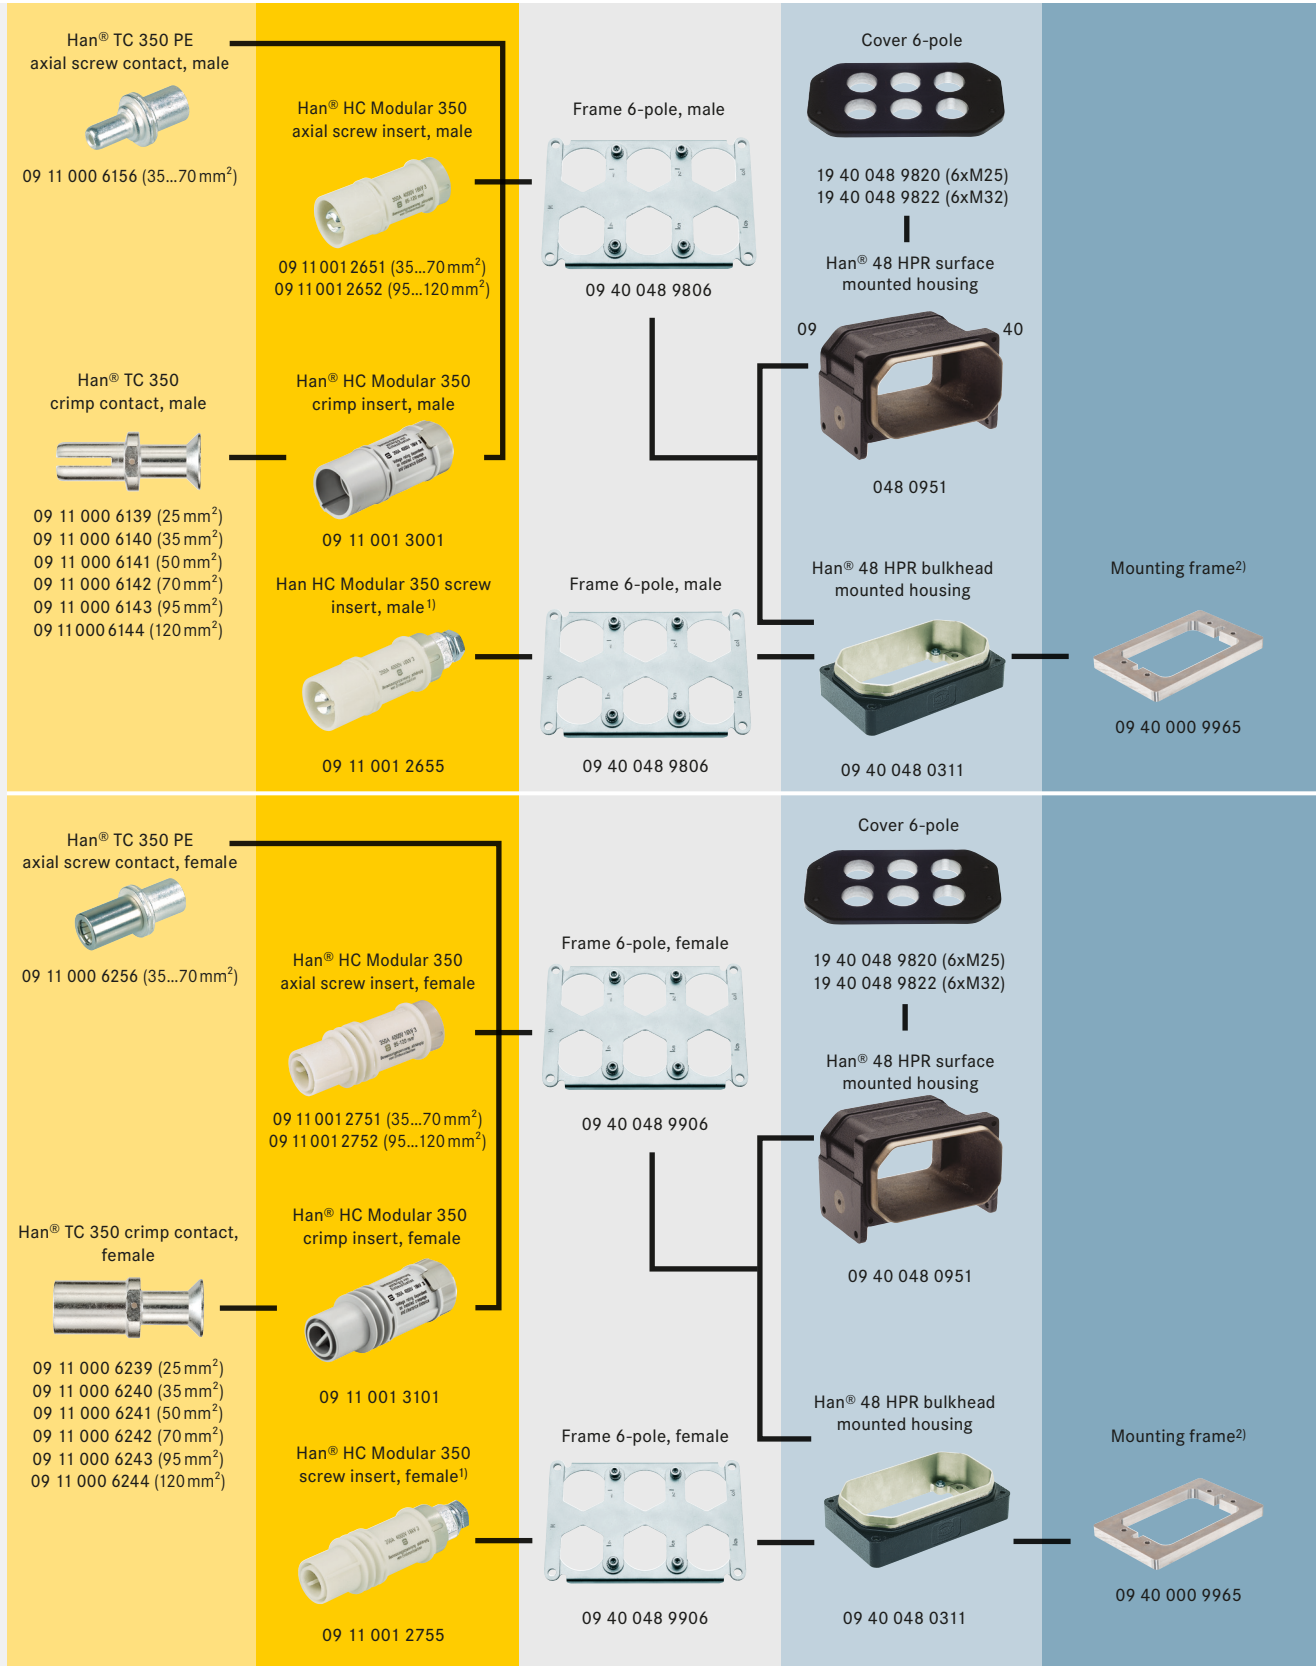 Han® TC 350 PE
axial screw contact, male
09 11 000 6156 (35...70 mm²)
Han® HC Modular 350
axial screw insert, male
09 11 001 2651 (35...70 mm²)
09 11 001 2652 (95...120 mm²)
Frame 6-pole, male
09 40 048 9806
Cover 6-pole
19 40 048 9820 (6xM25)
19 40 048 9822 (6xM32)
Han® 48 HPR surface
mounted housing
09 40
048 0951
Han® TC 350
crimp contact, male
09 11 000 6139 (25 mm²)
09 11 000 6140 (35 mm²)
09 11 000 6141 (50 mm²)
09 11 000 6142 (70 mm²)
09 11 000 6143 (95 mm²)
09 11 000 6144 (120 mm²)
Han® HC Modular 350
crimp insert, male
09 11 001 3001
Han HC Modular 350 screw
insert, male 1)
09 11 001 2655
Frame 6-pole, male
09 40 048 9806
Han® 48 HPR bulkhead
mounted housing
09 40 048 0311
Mounting frame2)
09 40 000 9965
Han® TC 350 PE
axial screw contact, female
09 11 000 6256 (35...70 mm²)
Han® HC Modular 350
axial screw insert, female
09 11 001 2751 (35...70 mm²)
09 11 001 2752 (95...120 mm²)
Frame 6-pole, female
09 40 048 9906
Cover 6-pole
19 40 048 9820 (6xM25)
19 40 048 9822 (6xM32)
Han® 48 HPR surface
mounted housing
09 40 048 0951
Han® TC 350 crimp contact,
female
09 11 000 6239 (25 mm²)
09 11 000 6240 (35 mm²)
09 11 000 6241 (50 mm²)
09 11 000 6242 (70 mm²)
09 11 000 6243 (95 mm²)
09 11 000 6244 (120 mm²)
Han® HC Modular 350
crimp insert, female
09 11 001 3101
Han® HC Modular 350
screw insert, female1)
09 11 001 2755
Frame 6-pole, female
09 40 048 9906
Han® 48 HPR bulkhead
mounted housing
09 40 048 0311
Mounting frame2)
09 40 000 9965